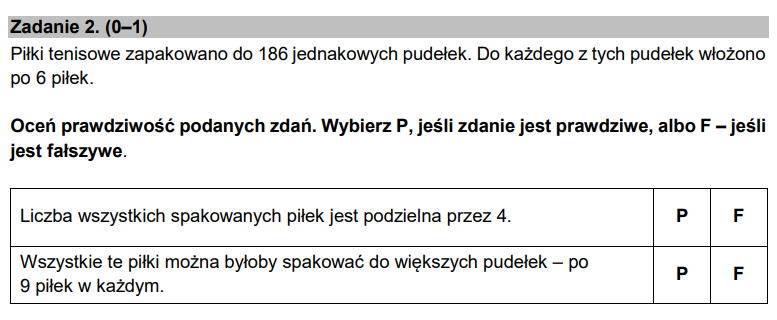 Zadanie 2. (0–1)
Piłki tenisowe zapakowano do 186 jednakowych pudełek. Do każdego z tych pudełek włożono
po 6 piłek.
Oceń prawdziwość podanych zdań. Wybierz P, jeśli zdanie jest prawdziwe, albo F – jeśli
jest fałszywe.
Liczba wszystkich spakowanych piłek jest podzielna przez 4. P F
Wszystkie te piłki można byłoby spakować do większych pudełek – po
9 piłek w każdym. P F